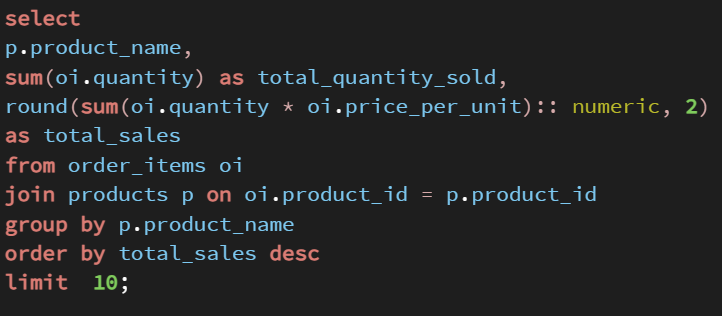 select
p.product_name,
sum(oi.quantity) as total_quantity_sold,
round(sum(oi.quantity * oi.price_per_unit):: numeric, 2)
as total_sales
from order_items oi
join products p on oi.product_id = p.product_id
group by p.product_name
order by total_sales desc
limit  10;